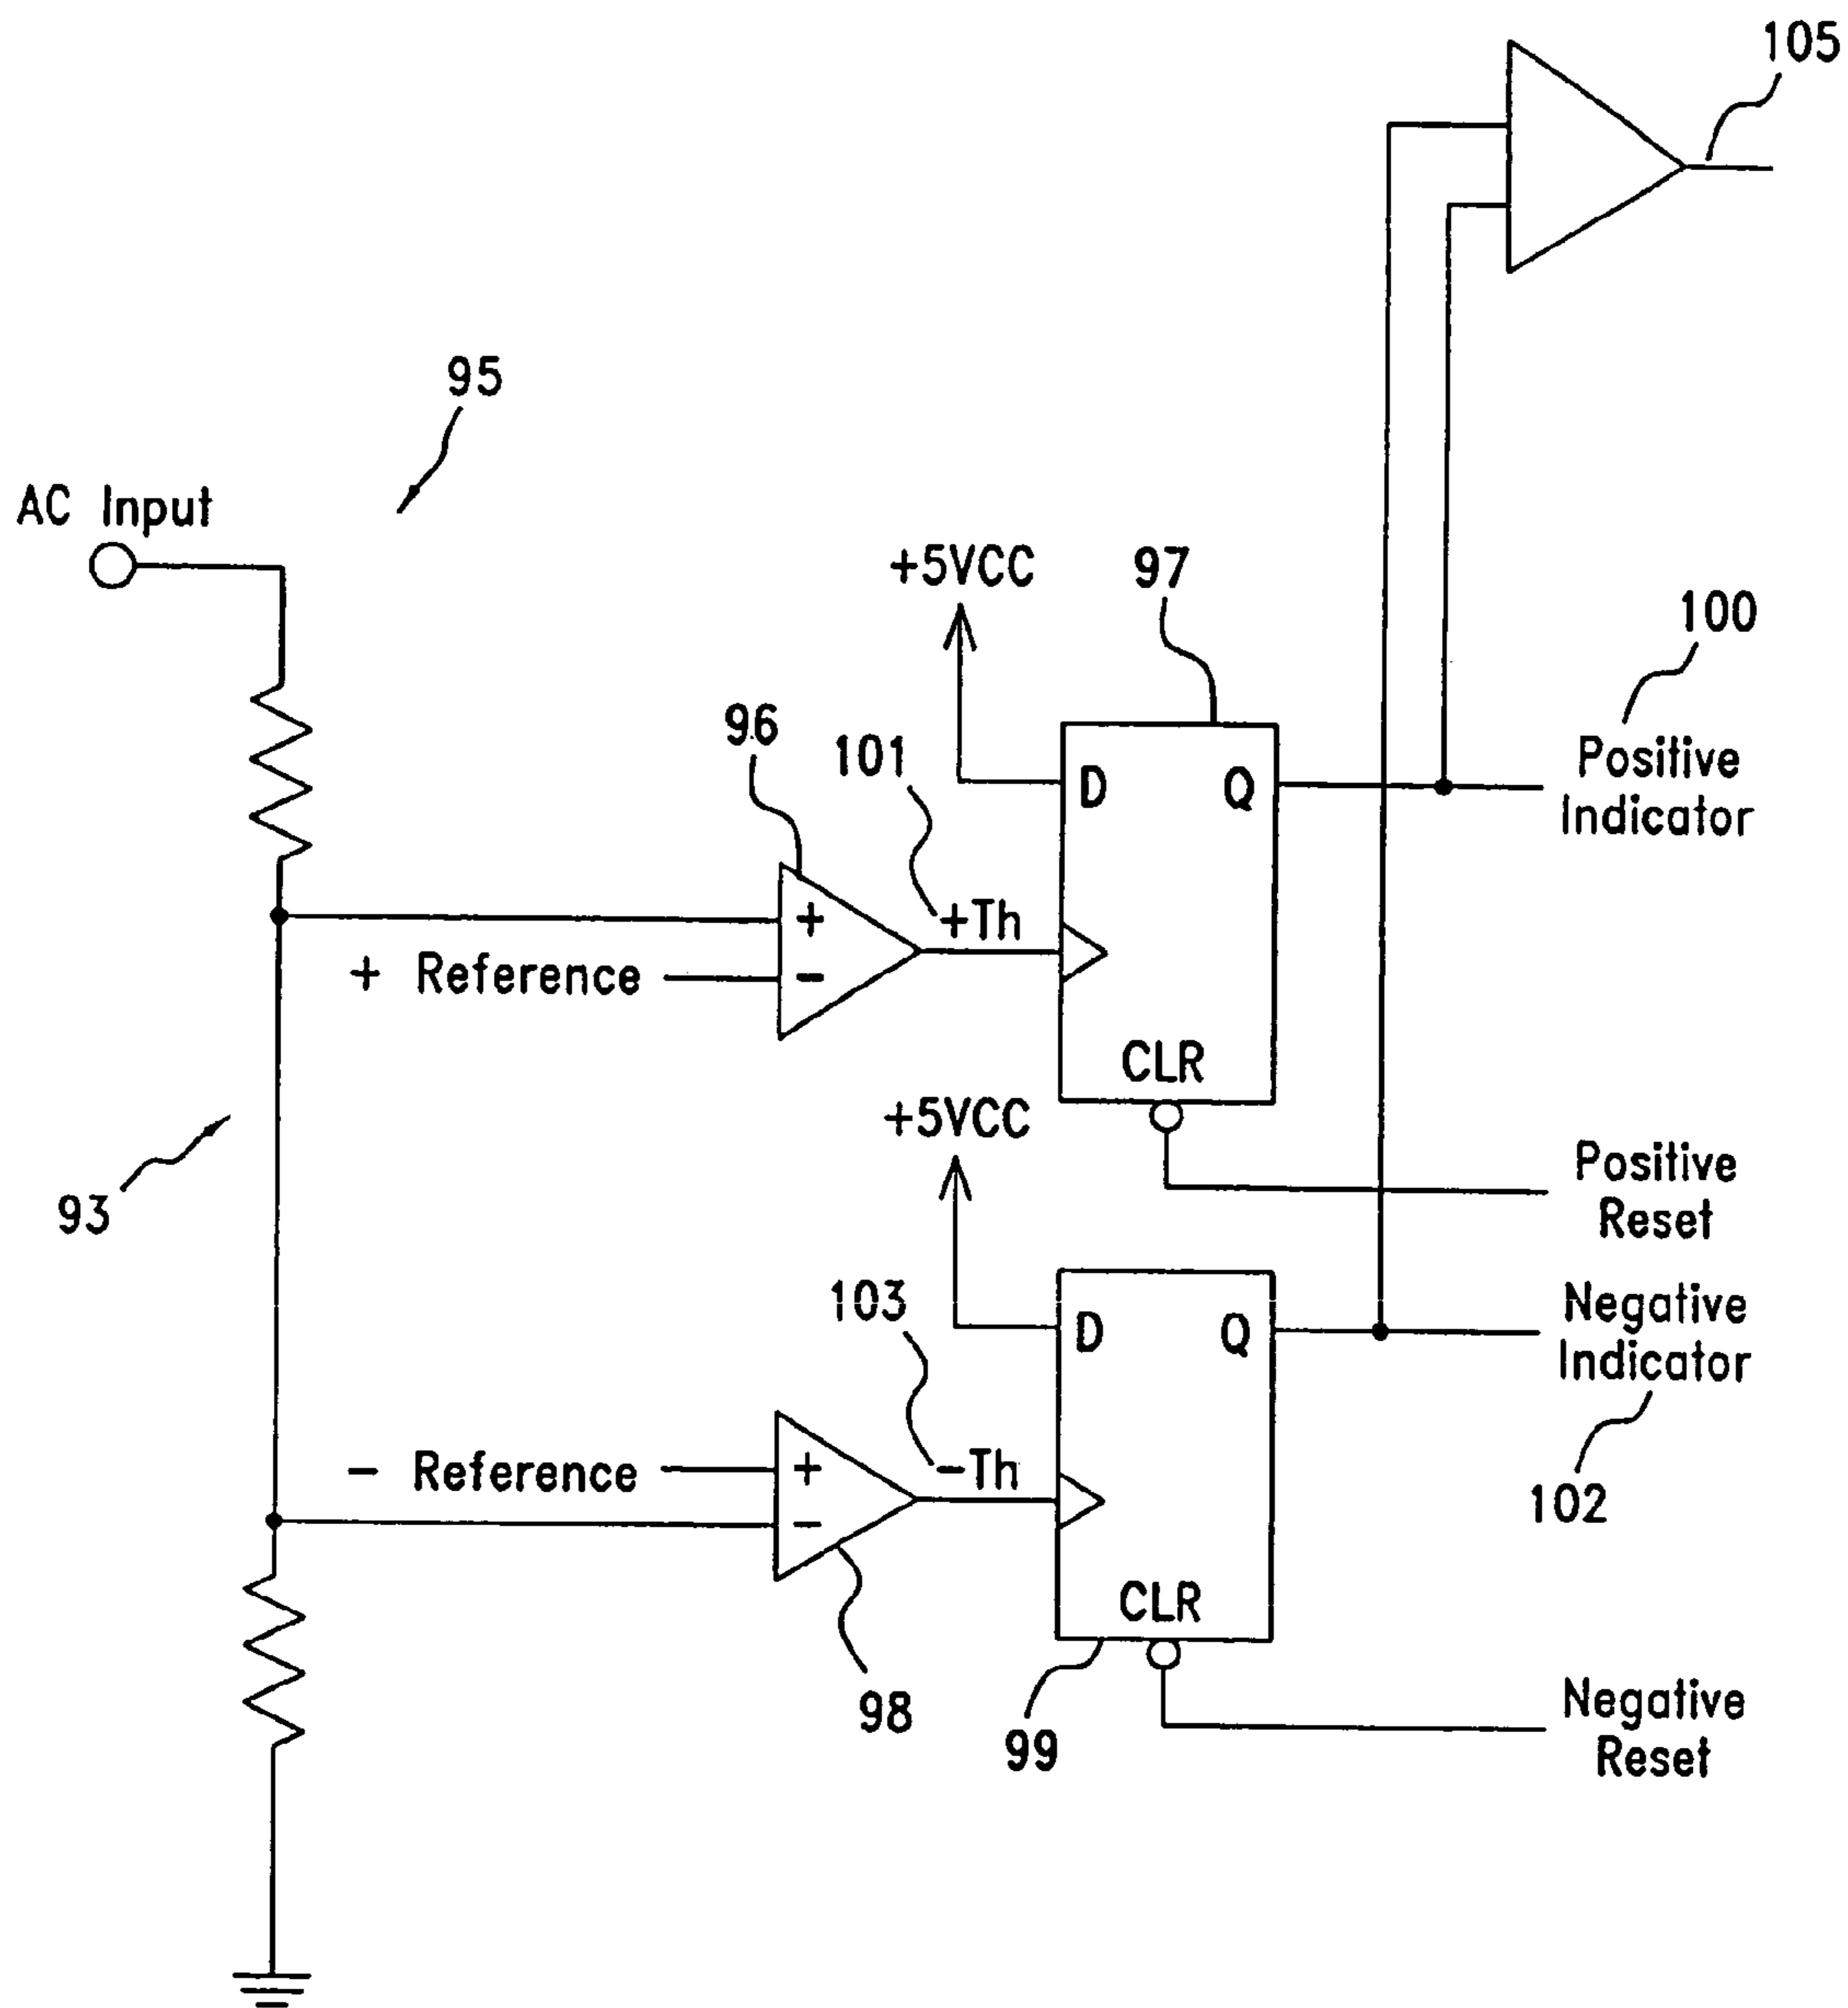 105
95
AC Input
+5VCC
97
100
96
101
D
Q
Positive
Indicator
+
+Th
+ Reference
-
CLR
+5VCC
93
Positive
Reset
103
D
Q
Negative
Indicator
- Reference
+
-Th
-
102
CLR
98
99
Negative
Reset